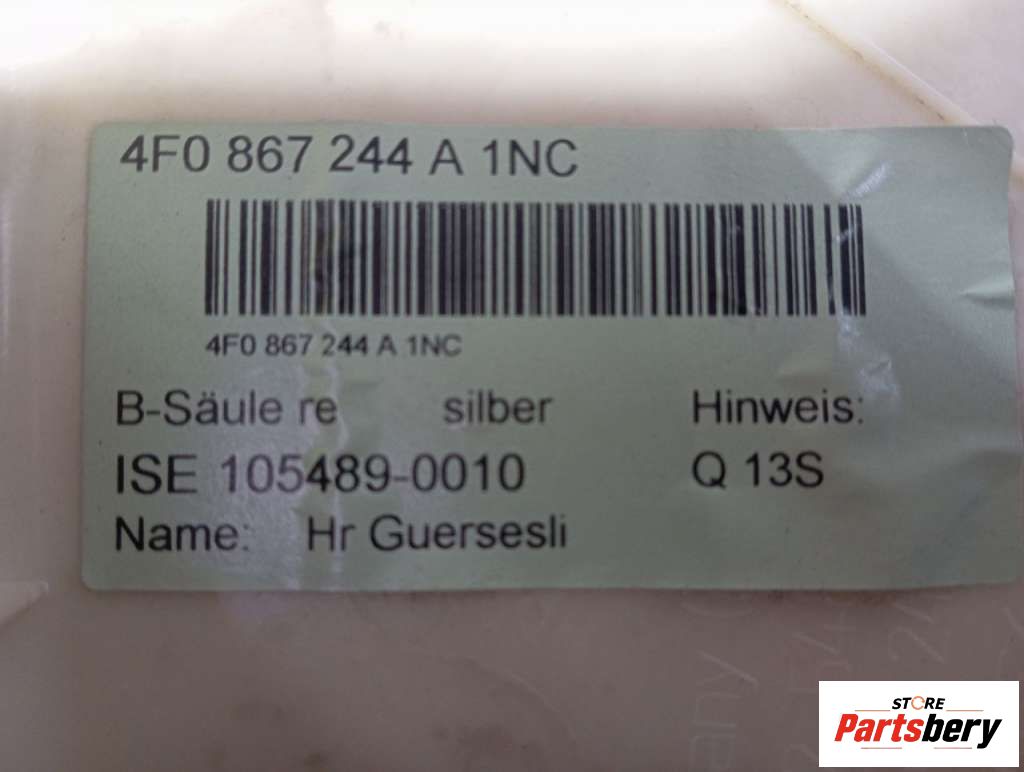 4F0 867 244 A 1NC
4F0 867 244 A 1NC
B-Säule re silber Hinweis:
ISE 105489-0010 Q 13S
Name: Hr Guersesli
STORE
Partsbery